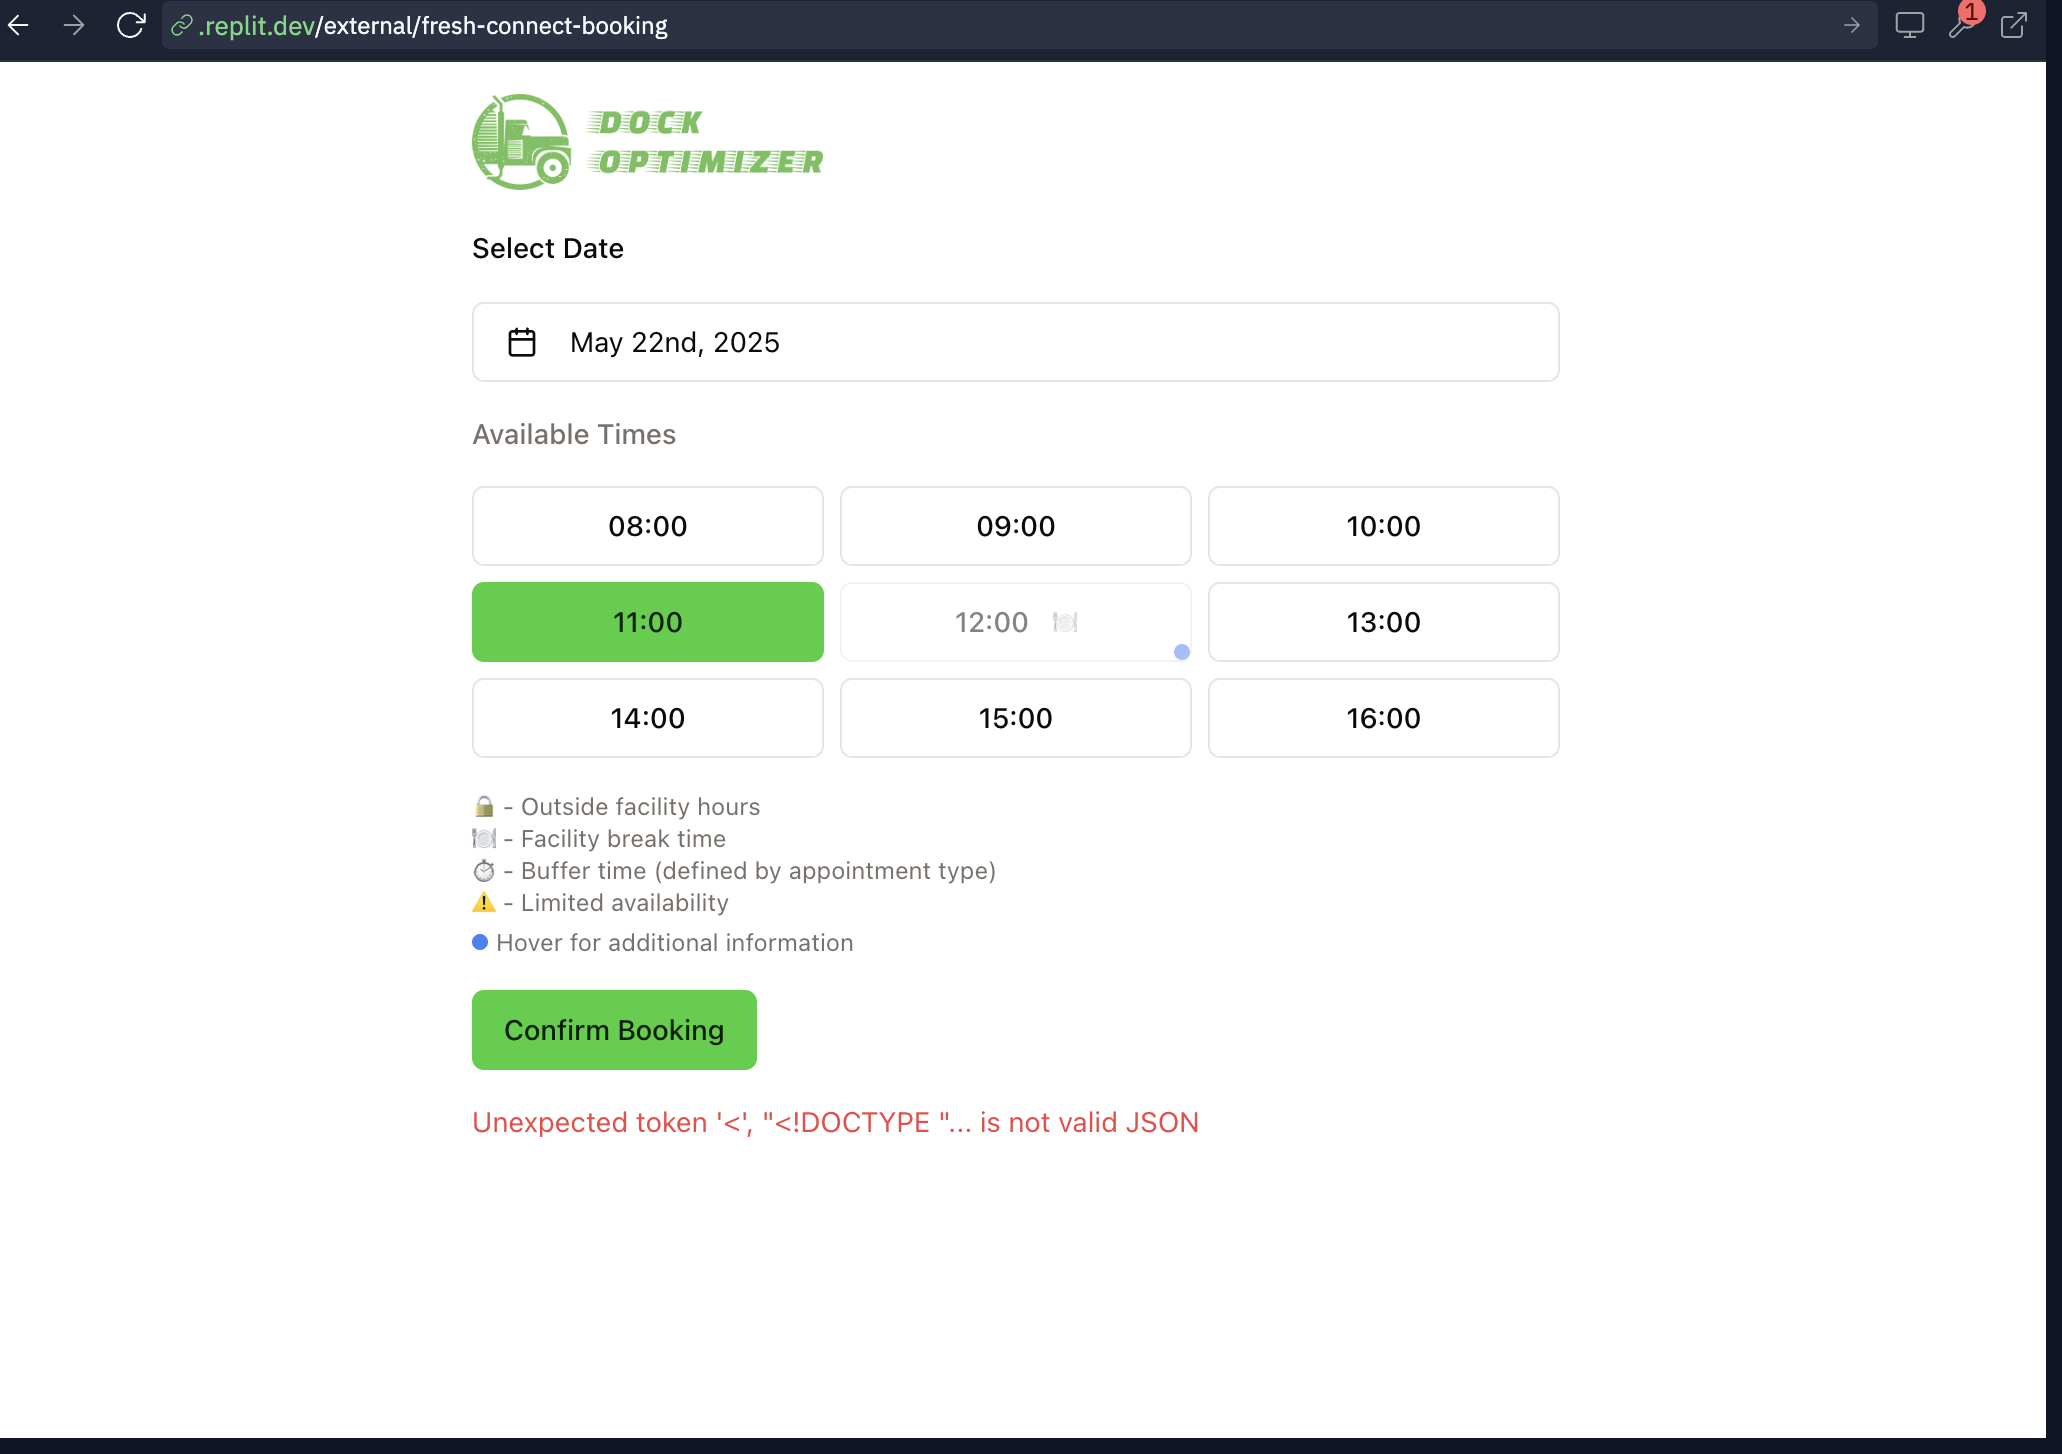 .replit.dev/external/fresh-connect-booking
1
DOCK
OPTIMIZER
Select Date
May 22nd, 2025
Available Times
08:00
09:00
10:00
11:00
12:00 🍽️
13:00
14:00
15:00
16:00
🔒 - Outside facility hours
🍽️ - Facility break time
⏱️ - Buffer time (defined by appointment type)
⚠️ - Limited availability
Hover for additional information
Confirm Booking
Unexpected token '<', "<!DOCTYPE "... is not valid JSON